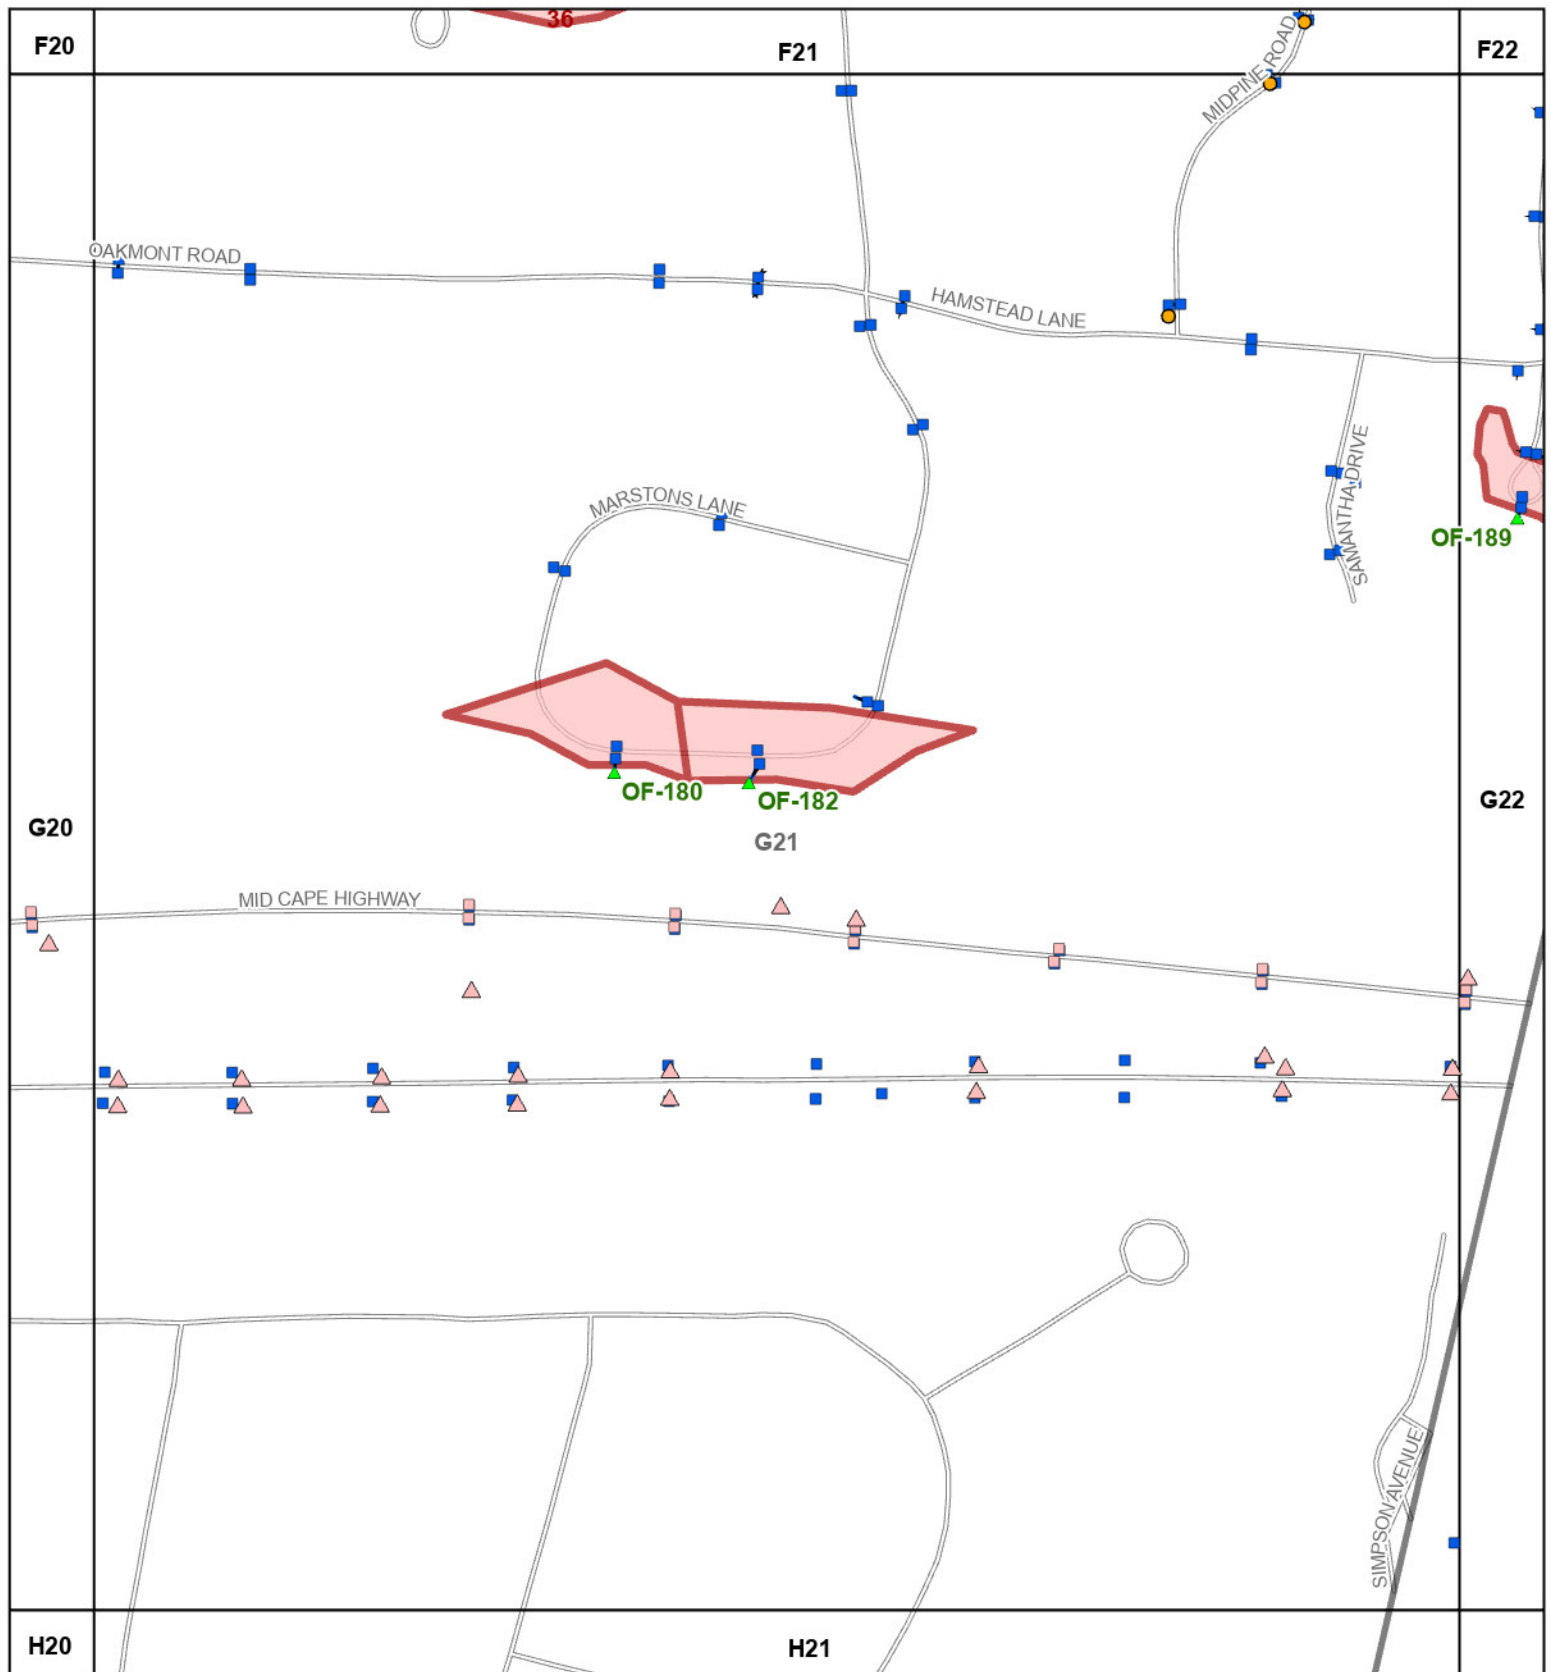 36
F20
F21
F22
MIDPINE ROAD
OAKMONT ROAD
HAMSTEAD LANE
SAMANTHA DRIVE
MARSTONS LANE
OF-189
OF-180
OF-182
G20
G21
G22
MID CAPE HIGHWAY
SIMPSON AVENUE
H20
H21